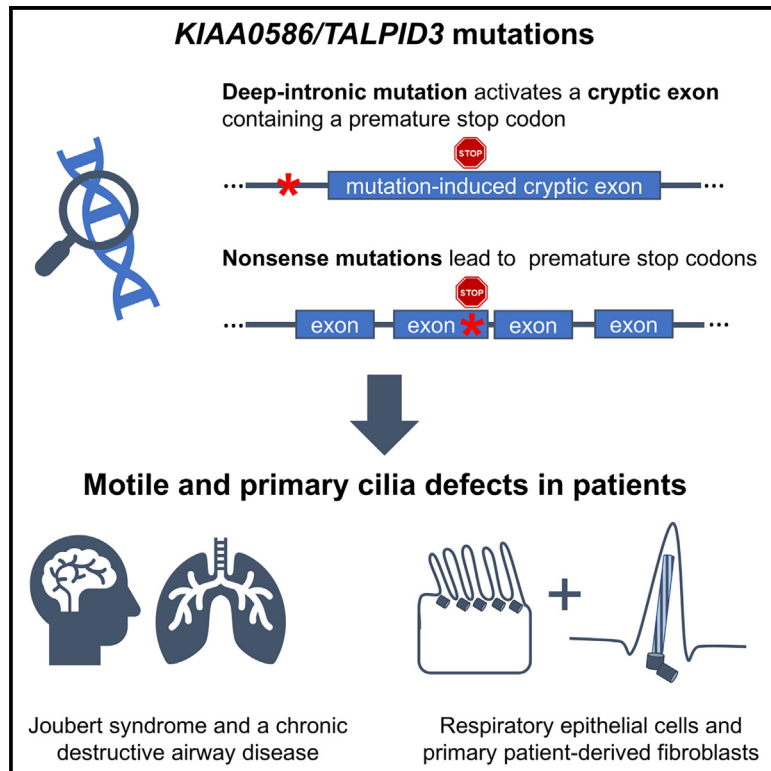 KIAA0586/TALPID3 mutations
Deep-intronic mutation activates a cryptic exon
containing a premature stop codon
STOP
... mutation-induced cryptic exon ...
Nonsense mutations lead to premature stop codons
STOP
... exon exon exon exon ...
Motile and primary cilia defects in patients
Joubert syndrome and a chronic
destructive airway disease
Respiratory epithelial cells and
primary patient-derived fibroblasts